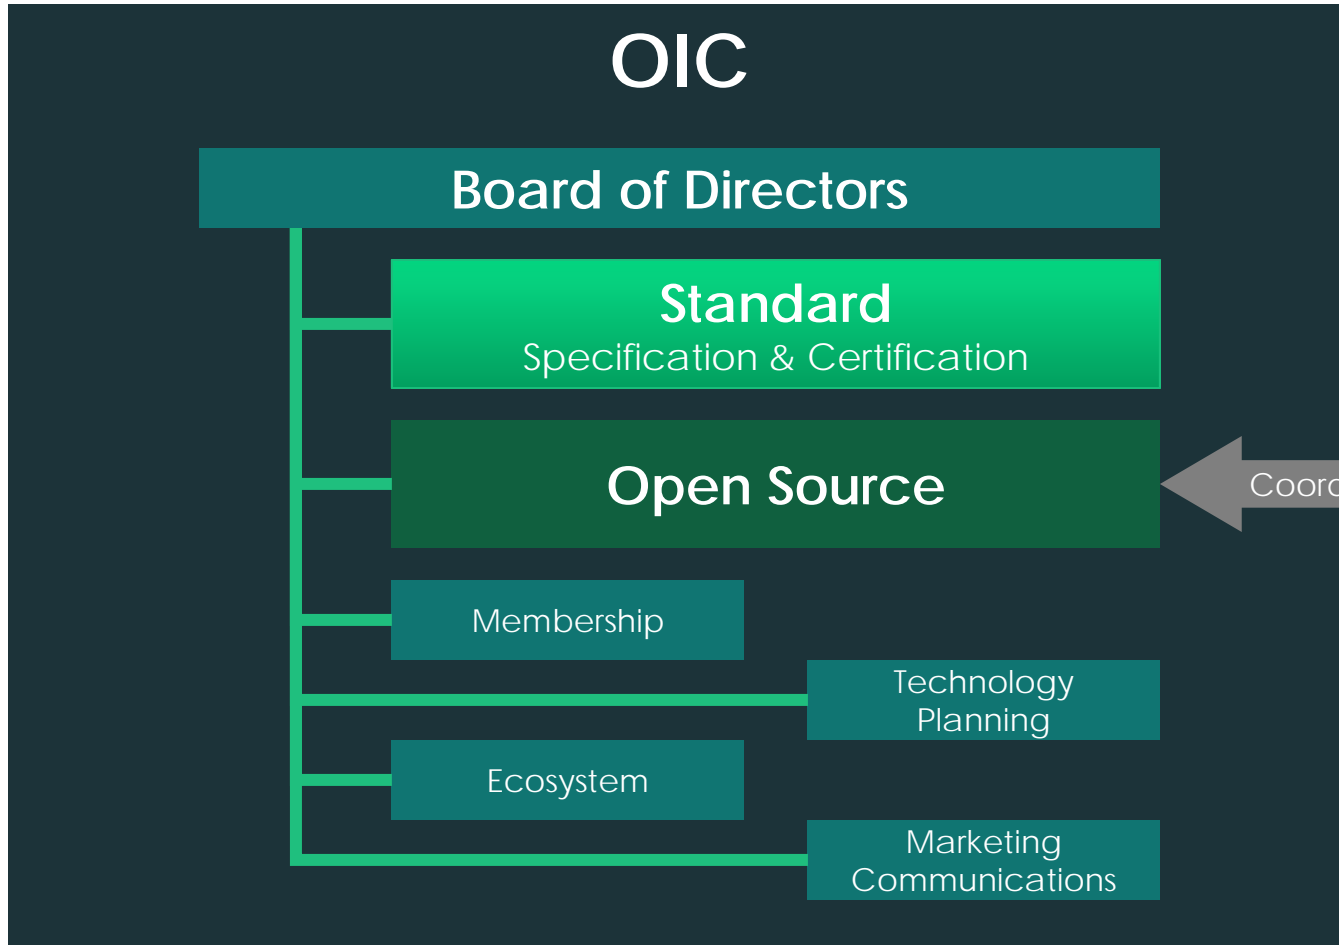 OIC
Board of Directors
Standard
Specification & Certification
Open Source
Membership
Technology
Planning
Ecosystem
Marketing
Communications